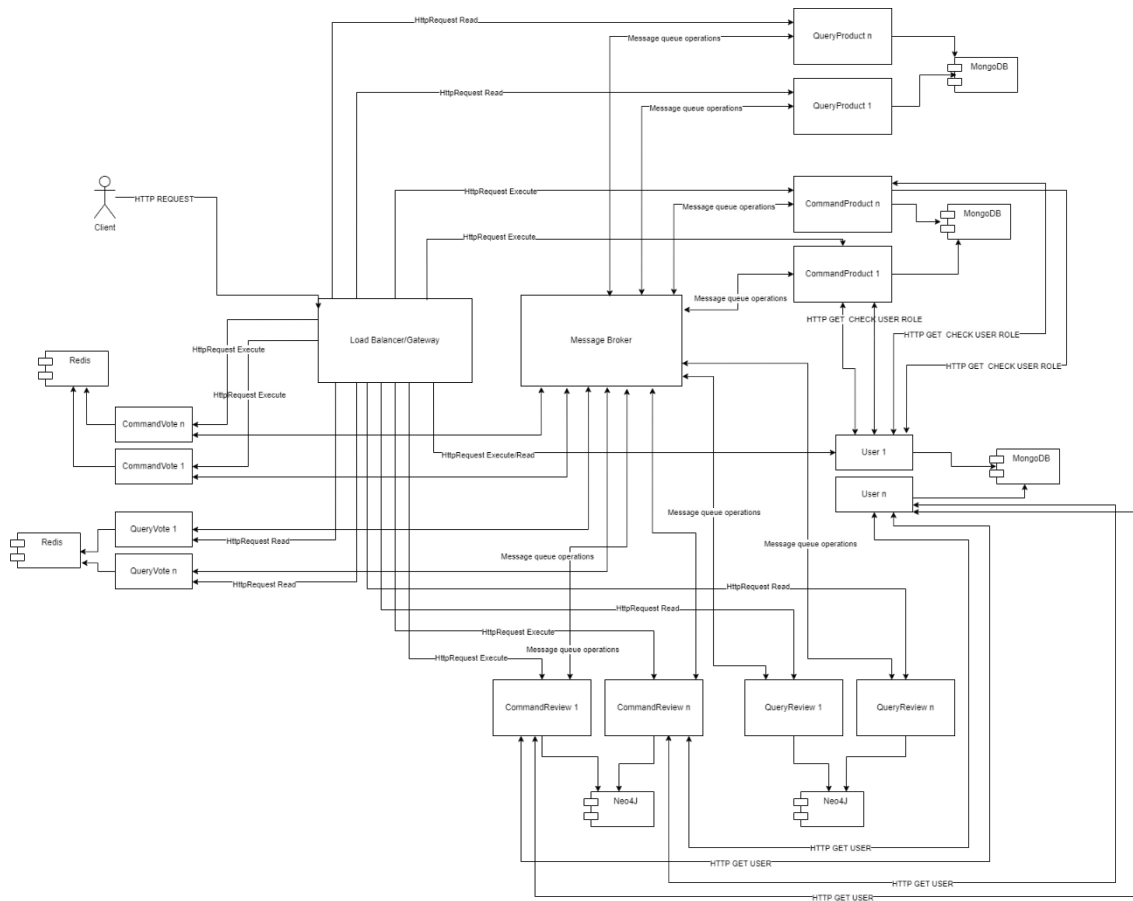 HttpRequest Read
QueryProduct n
Message queue operations
MongoDB
HttpRequest Read
QueryProduct 1
Message queue operations
HttpRequest Execute
HTTP REQUEST
Client
CommandProduct n
Message queue operations
MongoDB
HttpRequest Execute
CommandProduct 1
Message queue operations
HTTP GET  CHECK USER ROLE
HTTP GET  CHECK USER ROLE
Load Balancer/Gateway
Message Broker
HttpRequest Execute
Redis
HTTP GET  CHECK USER ROLE
HttpRequest Execute
CommandVote n
HttpRequest Execute/Read
User 1
MongoDB
CommandVote 1
User n
Message queue operations
QueryVote 1
HttpRequest Read
Redis
Message queue operations
Message queue operations
QueryVote n
HttpRequest Read
HttpRequest Read
HttpRequest Read
HttpRequest Execute
Message queue operations
HttpRequest Execute
CommandReview 1
CommandReview n
QueryReview 1
QueryReview n
Neo4J
Neo4J
HTTP GET USER
HTTP GET USER
HTTP GET USER
HTTP GET USER